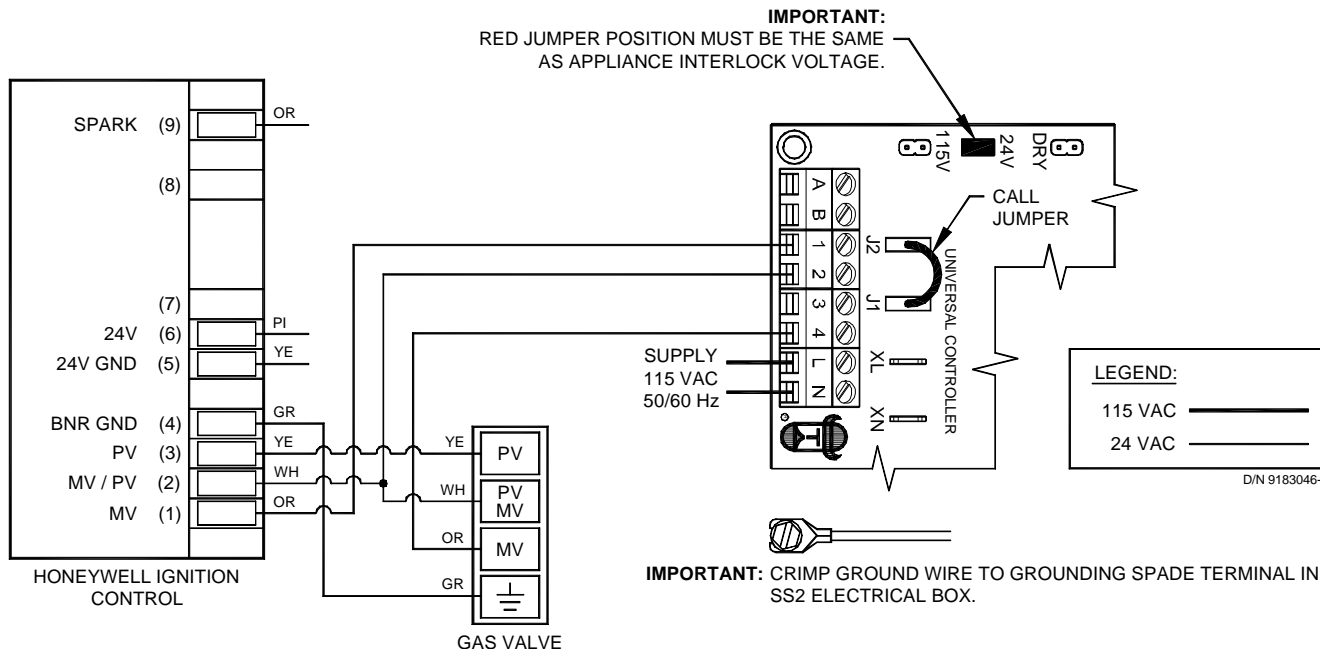 IMPORTANT:
RED JUMPER POSITION MUST BE THE SAME
AS APPLIANCE INTERLOCK VOLTAGE.
SPARK (9)
OR
(8)
(7)
24V (6)
PI
24V GND (5)
YE
BNR GND (4)
GR
PV (3)
YE
MV / PV (2)
WH
MV (1)
OR
HONEYWELL IGNITION
CONTROL
YE
PV
WH
PV
MV
OR
MV
GR
GAS VALVE
115V
24V
DRY
CALL
JUMPER
A
B
1
2
3
4
L
N
J2
J1
XL
XN
UNIVERSAL CONTROLLER
SUPPLY
115 VAC
50/60 Hz
LEGEND:
115 VAC
24 VAC
D/N 9183046-
IMPORTANT: CRIMP GROUND WIRE TO GROUNDING SPADE TERMINAL IN
SS2 ELECTRICAL BOX.